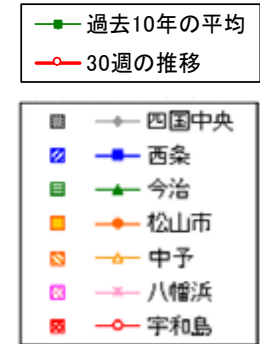 過去10年の平均
30週の推移
四国中央
西条
今治
松山市
中予
八幡浜
宇和島